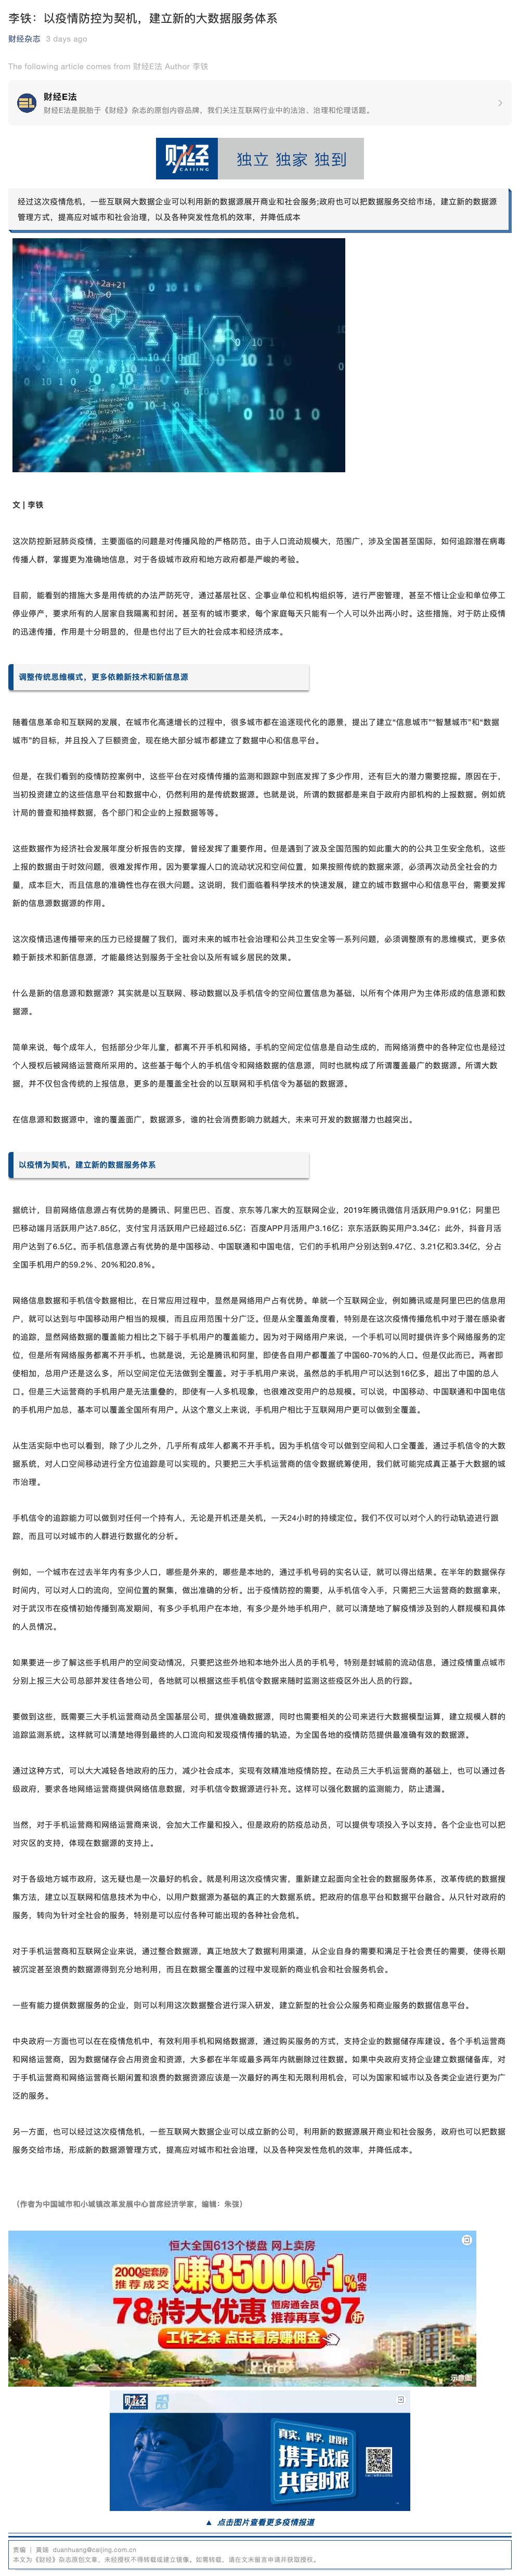 李铁：以疫情防控为契机，建立新的大数据服务体系
财经杂志 3 days ago
The following article comes from 财经E法 Author 李铁
财经E法
财经E法是脱胎于《财经》杂志的原创内容品牌，我们关注互联网行业中的法治、治理和伦理话题。
财经 CAIJING 独立 独家 独到
经过这次疫情危机，一些互联网大数据企业可以利用新的数据源展开商业和社会服务;政府也可以把数据服务交给市场，建立新的数据源
管理方式，提高应对城市和社会治理，以及各种突发性危机的效率，并降低成本
文 | 李铁
这次防控新冠肺炎疫情，主要面临的问题是对传播风险的严格防范。由于人口流动规模大，范围广，涉及全国甚至国际，如何追踪潜在病毒
传播人群，掌握更为准确地信息，对于各级城市政府和地方政府都是严峻的考验。
目前，能看到的措施大多是用传统的办法严防死守，通过基层社区、企事业单位和机构组织等，进行严密管理，甚至不惜让企业和单位停工
停业停产，要求所有的人居家自我隔离和封闭。甚至有的城市要求，每个家庭每天只能有一个人可以外出两小时。这些措施，对于防止疫情
的迅速传播，作用是十分明显的，但是也付出了巨大的社会成本和经济成本。
调整传统思维模式，更多依赖新技术和新信息源
随着信息革命和互联网的发展，在城市化高速增长的过程中，很多城市都在追逐现代化的愿景，提出了建立“信息城市”“智慧城市”和“数据
城市”的目标，并且投入了巨额资金，现在绝大部分城市都建立了数据中心和信息平台。
但是，在我们看到的疫情防控案例中，这些平台在对疫情传播的监测和跟踪中到底发挥了多少作用，还有巨大的潜力需要挖掘。原因在于，
当初投资建立的这些信息平台和数据中心，仍然利用的是传统数据源。也就是说，所谓的数据都是来自于政府内部机构的上报数据。例如统
计局的普查和抽样数据，各个部门和企业的上报数据等等。
这些数据作为经济社会发展年度分析报告的支撑，曾经发挥了重要作用。但是遇到了波及全国范围的如此重大的的公共卫生安全危机，这些
上报的数据由于时效问题，很难发挥作用。因为要掌握人口的流动状况和空间位置，如果按照传统的数据来源，必须再次动员全社会的力
量，成本巨大，而且信息的准确性也存在很大问题。这说明，我们面临着科学技术的快速发展，建立的城市数据中心和信息平台，需要发挥
新的信息源数据源的作用。
这次疫情迅速传播带来的压力已经提醒了我们，面对未来的城市社会治理和公共卫生安全等一系列问题，必须调整原有的思维模式，更多依
赖于新技术和新信息源，才能最终达到服务于全社会以及所有城乡居民的效果。
什么是新的信息源和数据源？其实就是以互联网、移动数据以及手机信令的空间位置信息为基础，以所有个体用户为主体形成的信息源和数
据源。
简单来说，每个成年人，包括部分少年儿童，都离不开手机和网络。手机的空间定位信息是自动生成的，而网络消费中的各种定位也是经过
个人授权后被网络运营商所采用的。这些基于每个人的手机信令和网络数据的信息源，同时也就构成了所谓覆盖最广的数据源。所谓大数
据，并不仅包含传统的上报信息，更多的是覆盖全社会的以互联网和手机信令为基础的数据源。
在信息源和数据源中，谁的覆盖面广，数据源多，谁的社会消费影响力就越大，未来可开发的数据潜力也越突出。
以疫情为契机，建立新的数据服务体系
据统计，目前网络信息源占有优势的是腾讯、阿里巴巴、百度、京东等几家大的互联网企业，2019年腾讯微信月活跃用户9.91亿；阿里巴
巴移动端月活跃用户达7.85亿，支付宝月活跃用户已经超过6.5亿；百度APP月活用户3.16亿；京东活跃购买用户3.34亿；此外，抖音月活
用户达到了6.5亿。而手机信息源占有优势的是中国移动、中国联通和中国电信，它们的手机用户分别达到9.47亿、3.21亿和3.34亿，分占
全国手机用户的59.2%、20%和20.8%。
网络信息数据和手机信令数据相比，在日常应用过程中，显然是网络用户占有优势。单就一个互联网企业，例如腾讯或是阿里巴巴的信息用
户，就可以达到与中国移动用户相当的规模，而且应用范围十分广泛。但是从全覆盖角度看，特别是在这次疫情传播危机中对于潜在感染者
的追踪，显然网络数据的覆盖能力相比之下弱于手机用户的覆盖能力。因为对于网络用户来说，一个手机可以同时提供许多个网络服务的定
位，但是所有网络服务都离不开手机。也就是说，无论是腾讯和阿里，即使各自用户都覆盖了中国60-70%的人口。但是仅此而已。两者即
使相加，总用户还是这么多，所以空间定位无法做到全覆盖。对于手机用户来说，虽然总的手机用户可以达到16亿多，超出了中国的总人
口。但是三大运营商的手机用户是无法重叠的，即使有一人多机现象，也很难改变用户的总规模。可以说，中国移动、中国联通和中国电信
的手机用户加总，基本可以覆盖全国所有用户。从这个意义上来说，手机用户相比于互联网用户更可以做到全覆盖。
从生活实际中也可以看到，除了少儿之外，几乎所有成年人都离不开手机。因为手机信令可以做到空间和人口全覆盖，通过手机信令的大数
据系统，对人口空间移动进行全方位追踪是可以实现的。只要把三大手机运营商的信令数据统筹使用，我们就可能完成真正基于大数据的城
市治理。
手机信令的追踪能力可以做到对任何一个持有人，无论是开机还是关机，一天24小时的持续定位。我们不仅可以对个人的行动轨迹进行跟
踪，而且可以对城市的人群进行数据化的分析。
例如，一个城市在过去半年内有多少人口，哪些是外来的，哪些是本地的，通过手机号码的实名认证，就可以得出结果。在半年的数据保存
时间内，可以对人口的流向，空间位置的聚集，做出准确的分析。出于疫情防控的需要，从手机信令入手，只需把三大运营商的数据拿来，
对于武汉市在疫情初始传播到高发期间，有多少手机用户在本地，有多少是外地手机用户，就可以清楚地了解疫情涉及到的人群规模和具体
的人员情况。
如果要进一步了解这些手机用户的空间变动情况，只要把这些外地和本地外出人员的手机号，特别是封城前的流动信息，通过疫情重点城市
分别上报三大公司总部并发往各地公司，各地就可以根据这些手机信令数据来随时监测这些疫区外出人员的行踪。
要做到这些，既需要三大手机运营商动员全国基层公司，提供准确数据源，同时也需要相关的公司来进行大数据模型运算，建立规模人群的
追踪监测系统。这样就可以清楚地得到最终的人口流向和发现疫情传播的轨迹，为全国各地的疫情防范提供最准确有效的数据源。
通过这种方式，可以大大减轻各地政府的压力，减少社会成本，实现有效精准地疫情防控。在动员三大手机运营商的基础上，也可以通过各
级政府，要求各地网络运营商提供网络信息数据，对手机信令数据源进行补充。这样可以强化数据的监测能力，防止遗漏。
当然，对于手机运营商和网络运营商来说，会加大工作量和投入。但是政府的防疫总动员，可以提供专项投入予以支持。各个企业也可以把
对灾区的支持，体现在数据源的支持上。
对于各级地方城市政府，这无疑也是一次最好的机会。就是利用这次疫情灾害，重新建立起面向全社会的数据服务体系，改革传统的数据搜
集方法，建立以互联网和信息技术为中心，以用户数据源为基础的真正的大数据系统。把政府的信息平台和数据平台融合。从只针对政府的
服务，转向为针对全社会的服务，特别是可以应付各种可能出现的各种社会危机。
对于手机运营商和互联网企业来说，通过整合数据源，真正地放大了数据利用渠道，从企业自身的需要和满足于社会责任的需要，使得长期
被沉淀甚至浪费的数据源得到充分地利用，而且在数据全覆盖的过程中发现新的商业机会和社会服务机会。
一些有能力提供数据服务的企业，则可以利用这次数据整合进行深入研发，建立新型的社会公众服务和商业服务的数据信息平台。
中央政府一方面也可以在在疫情危机中，有效利用手机和网络数据源，通过购买服务的方式，支持企业的数据储存库建设。各个手机运营商
和网络运营商，因为数据储存会占用资金和资源，大多都在半年或最多两年内就删除过往数据。如果中央政府支持企业建立数据储备库，对
于手机运营商和网络运营商长期闲置和浪费的数据资源应该是一次最好的再生和无限利用机会，可以为国家和城市以及各类企业进行更为广
泛的服务。
另一方面，也可以经过这次疫情危机，一些互联网大数据企业可以成立新的公司，利用新的数据源展开商业和社会服务，政府也可以把数据
服务交给市场，形成新的数据源管理方式，提高应对城市和社会治理，以及各种突发性危机的效率，并降低成本。
（作者为中国城市和小城镇改革发展中心首席经济学家，编辑：朱弢）
恒大全国613个楼盘 网上卖房
2000定套房 推荐成交 赚35000元+1%佣金
78折特大优惠 恒房通会员 推荐再享97折
工作之余 点击看房赚佣金
示意图
财经
真实、科学、建设性
携手战疫
共度时艰
▲ 点击图片查看更多疫情报道
责编 | 黄端 duanhuang@caijing.com.cn
本文为《财经》杂志原创文章，未经授权不得转载或建立镜像。如需转载，请在文末留言申请并获取授权。